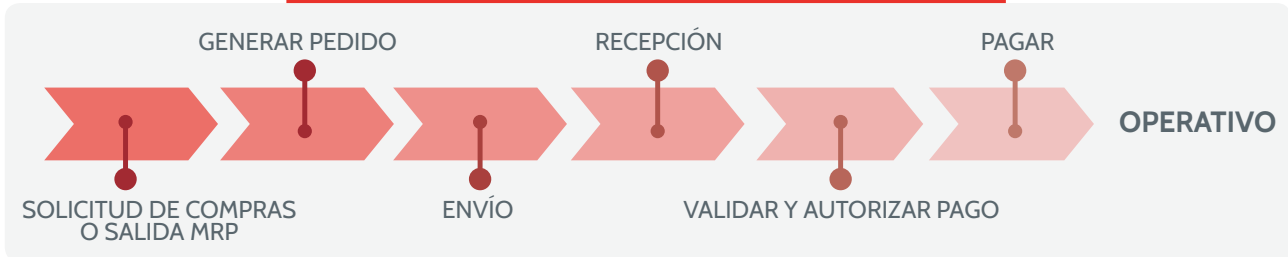 GENERAR PEDIDO
RECEPCIÓN
PAGAR
OPERATIVO
SOLICITUD DE COMPRAS
O SALIDA MRP
ENVÍO
VALIDAR Y AUTORIZAR PAGO